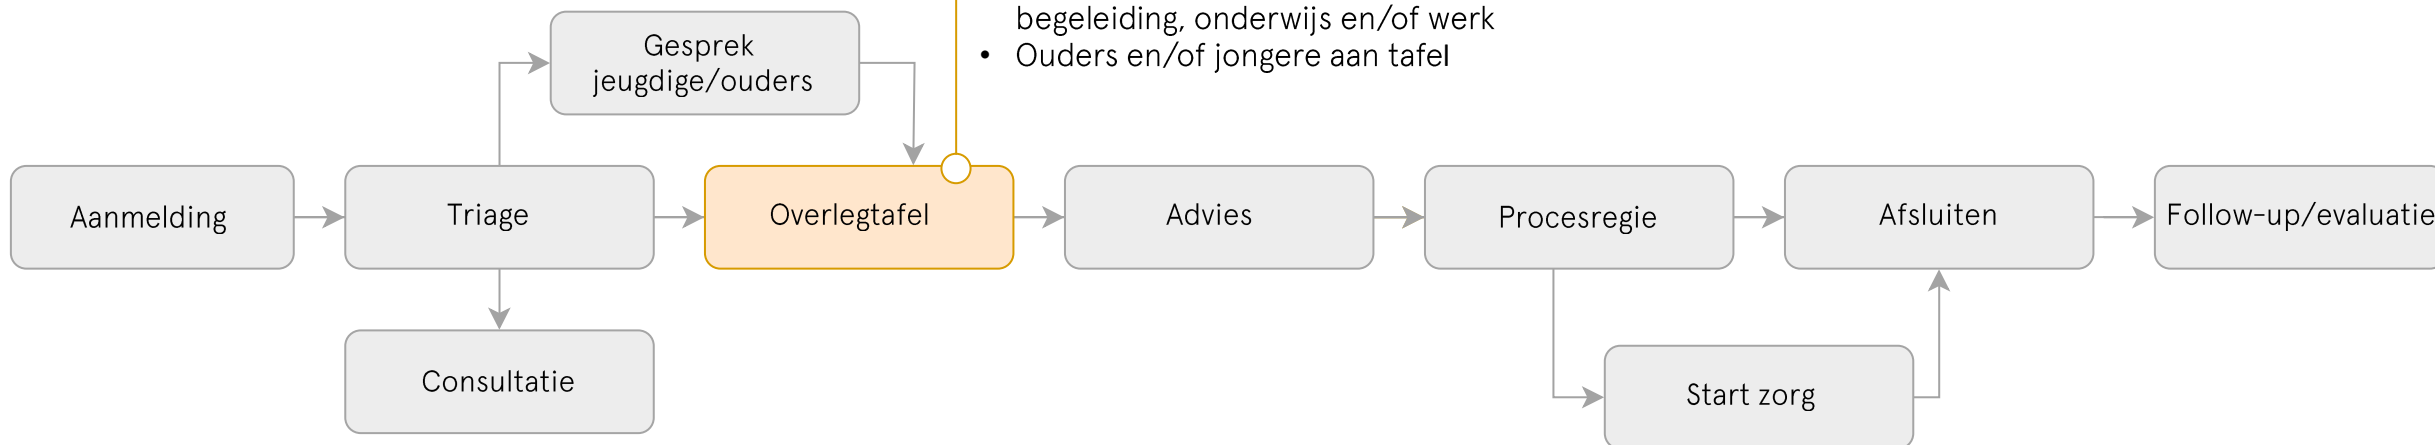 begeleiding, onderwijs en/of werk
• Ouders en/of jongere aan tafel
Gesprek
jeugdige/ouders
Aanmelding
Triage
Overlegtafel
Advies
Procesregie
Afsluiten
Follow-up/evaluatie
Consultatie
Start zorg